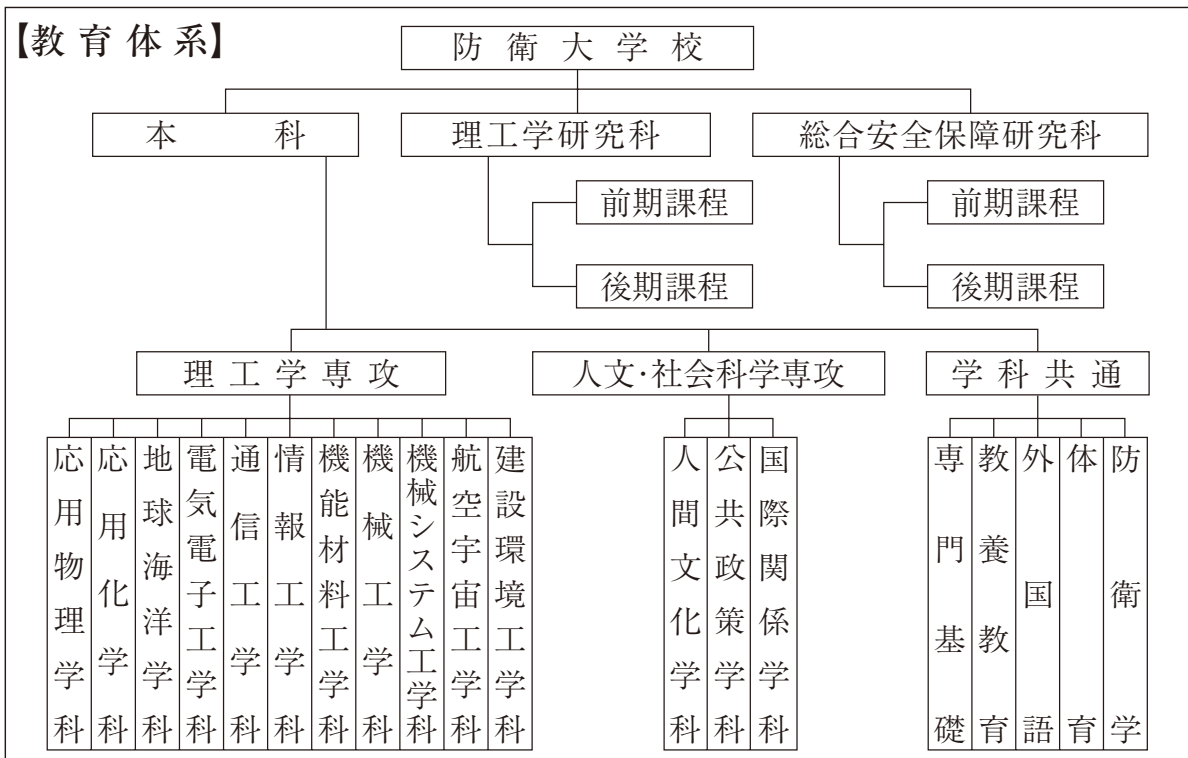 【教育体系】
防衛大学校
本科
理工学研究科
総合安全保障研究科
前期課程
後期課程
前期課程
後期課程
理工学専攻
人文・社会科学専攻
学科共通
応用物理学科
応用化学科
地球海洋学科
電気電子工学科
通信工学科
情報工学科
機能材料工学科
機械工学科
機械システム工学科
航空宇宙工学科
建設環境工学科
人間文化学科
公共政策学科
国際関係学科
専門基礎
教養教育
外国語
体育
防衛学